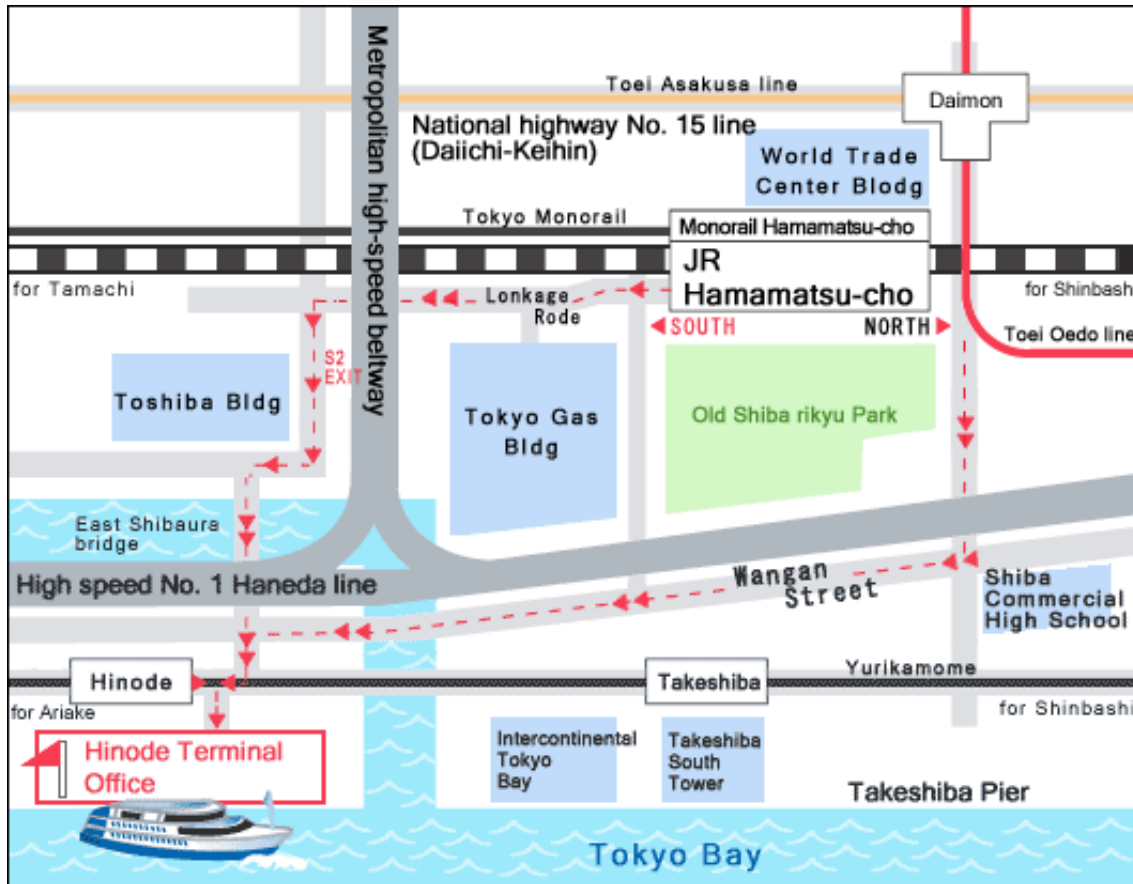 Toei Asakusa line
Daimon
Metropolitan high-speed beltway
National highway No. 15 line
(Daiichi-Keihin)
World Trade
Center Blodg
Tokyo Monorail
Monorail Hamamatsu-cho
JR
Hamamatsu-cho
for Tamachi
for Shinbash
Lonkage
Rode
SOUTH
NORTH
Toei Oedo line
S2
EXIT
Toshiba Bldg
Tokyo Gas
Bldg
Old Shiba rikyu Park
East Shibaura
bridge
High speed No. 1 Haneda line
Wangan
Street
Shiba
Commercial
High School
Hinode
Takeshiba
Yurikamome
for Ariake
for Shinbashi
Hinode Terminal
Office
Intercontinental
Tokyo
Bay
Takeshiba
South
Tower
Takeshiba Pier
Tokyo Bay